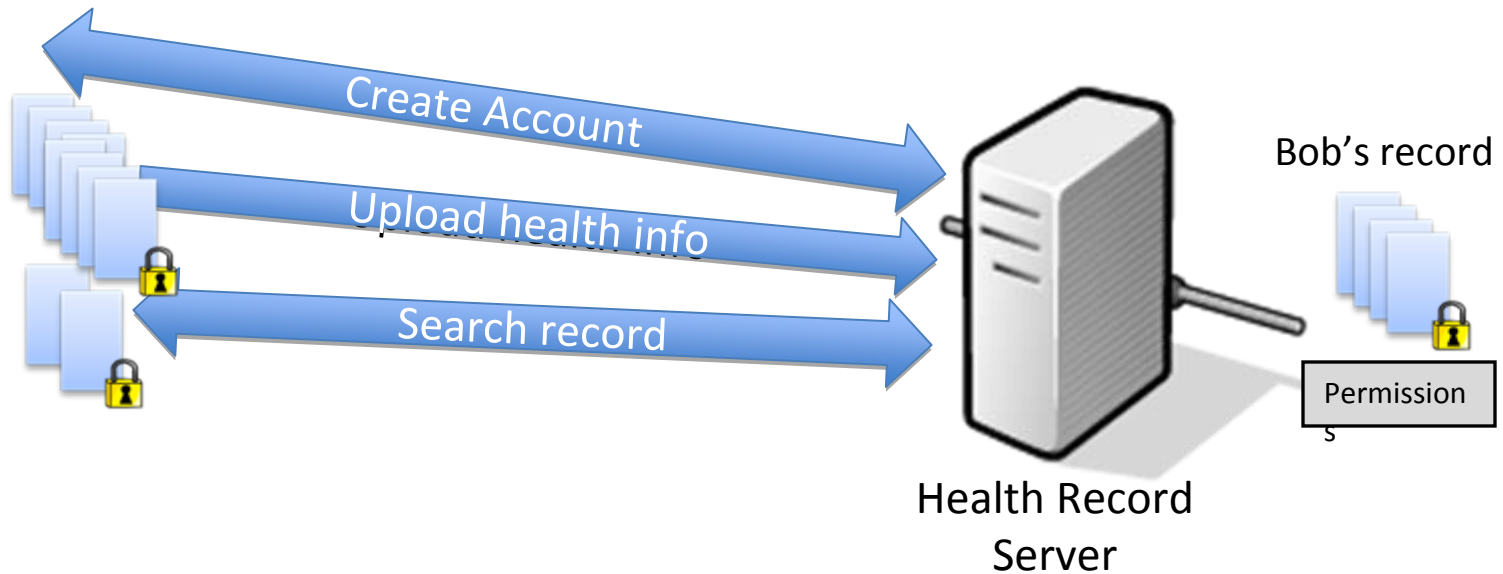 Create Account
Upload health info
Search record
Bob’s record
Permission
s
Health Record
Server